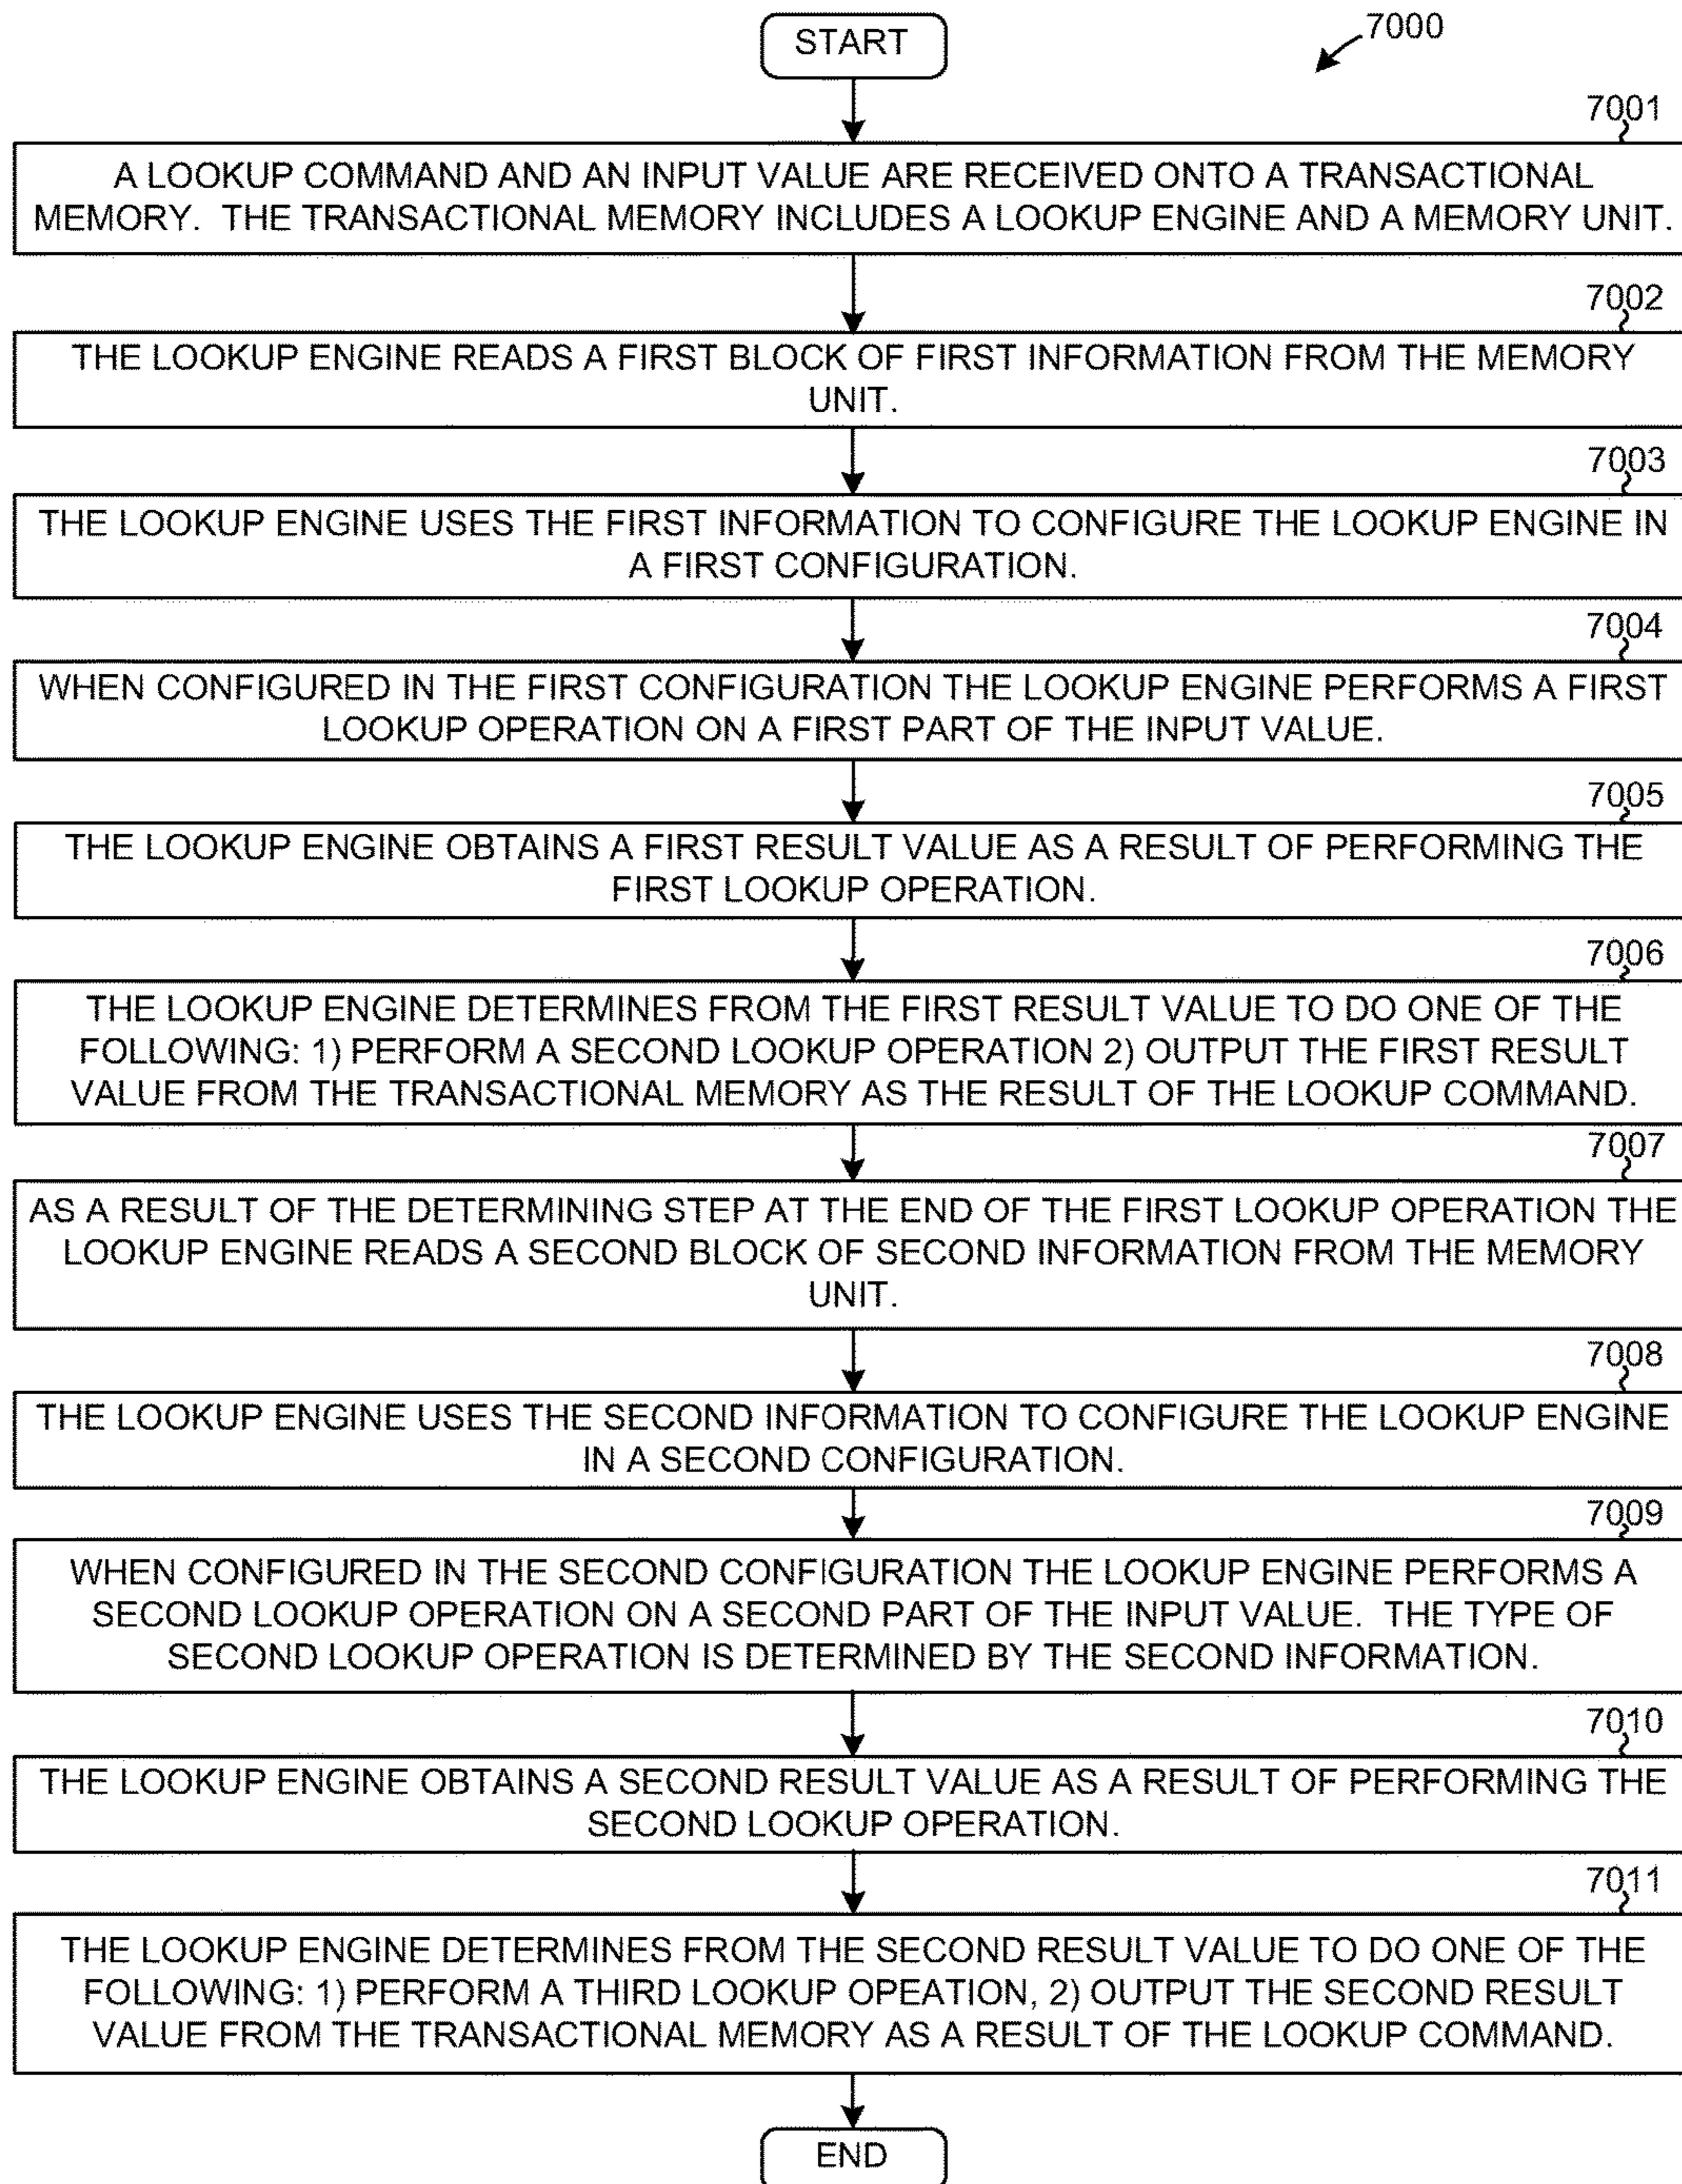 START
7000
7001
A LOOKUP COMMAND AND AN INPUT VALUE ARE RECEIVED ONTO A TRANSACTIONAL
MEMORY. THE TRANSACTIONAL MEMORY INCLUDES A LOOKUP ENGINE AND A MEMORY UNIT.
7002
THE LOOKUP ENGINE READS A FIRST BLOCK OF FIRST INFORMATION FROM THE MEMORY
UNIT.
7003
THE LOOKUP ENGINE USES THE FIRST INFORMATION TO CONFIGURE THE LOOKUP ENGINE IN
A FIRST CONFIGURATION.
7004
WHEN CONFIGURED IN THE FIRST CONFIGURATION THE LOOKUP ENGINE PERFORMS A FIRST
LOOKUP OPERATION ON A FIRST PART OF THE INPUT VALUE.
7005
THE LOOKUP ENGINE OBTAINS A FIRST RESULT VALUE AS A RESULT OF PERFORMING THE
FIRST LOOKUP OPERATION.
7006
THE LOOKUP ENGINE DETERMINES FROM THE FIRST RESULT VALUE TO DO ONE OF THE
FOLLOWING: 1) PERFORM A SECOND LOOKUP OPERATION 2) OUTPUT THE FIRST RESULT
VALUE FROM THE TRANSACTIONAL MEMORY AS THE RESULT OF THE LOOKUP COMMAND.
7007
AS A RESULT OF THE DETERMINING STEP AT THE END OF THE FIRST LOOKUP OPERATION THE
LOOKUP ENGINE READS A SECOND BLOCK OF SECOND INFORMATION FROM THE MEMORY
UNIT.
7008
THE LOOKUP ENGINE USES THE SECOND INFORMATION TO CONFIGURE THE LOOKUP ENGINE
IN A SECOND CONFIGURATION.
7009
WHEN CONFIGURED IN THE SECOND CONFIGURATION THE LOOKUP ENGINE PERFORMS A
SECOND LOOKUP OPERATION ON A SECOND PART OF THE INPUT VALUE. THE TYPE OF
SECOND LOOKUP OPERATION IS DETERMINED BY THE SECOND INFORMATION.
7010
THE LOOKUP ENGINE OBTAINS A SECOND RESULT VALUE AS A RESULT OF PERFORMING THE
SECOND LOOKUP OPERATION.
7011
THE LOOKUP ENGINE DETERMINES FROM THE SECOND RESULT VALUE TO DO ONE OF THE
FOLLOWING: 1) PERFORM A THIRD LOOKUP OPEATION, 2) OUTPUT THE SECOND RESULT
VALUE FROM THE TRANSACTIONAL MEMORY AS A RESULT OF THE LOOKUP COMMAND.
END